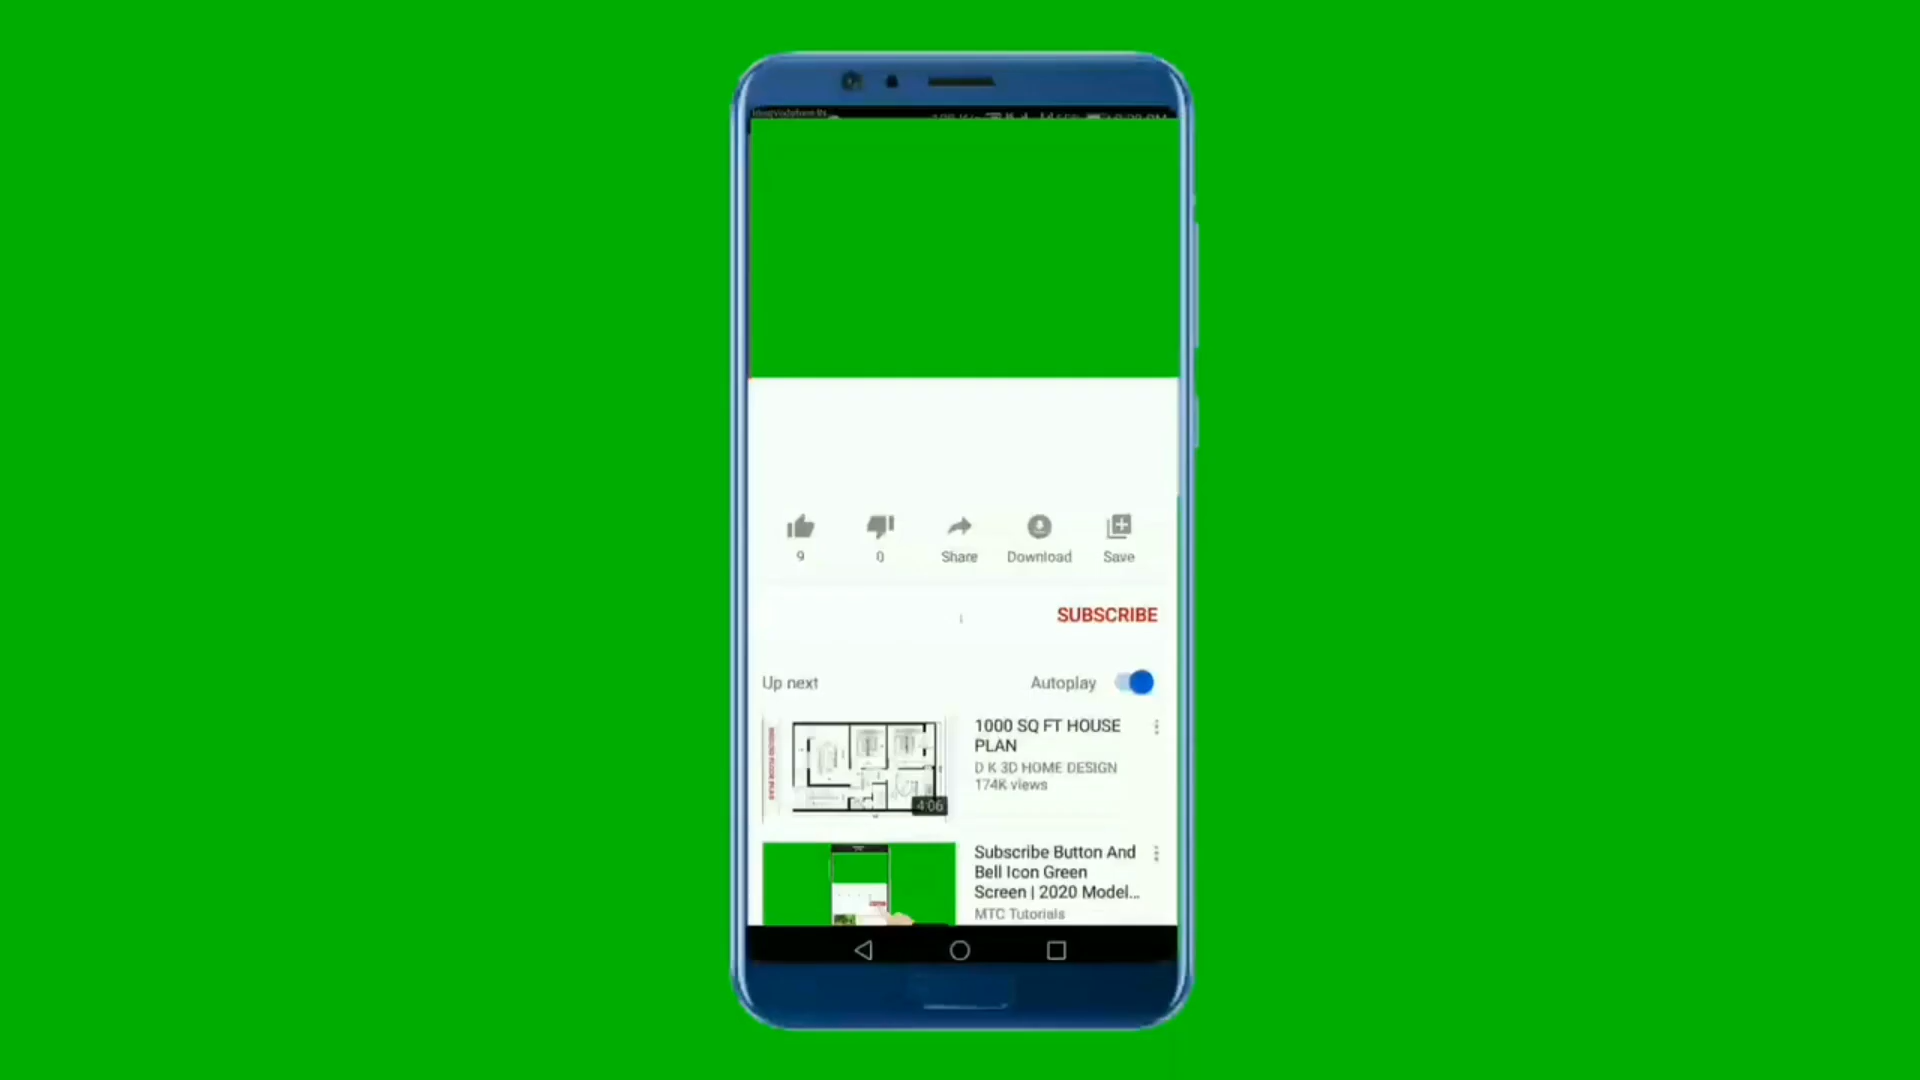 9
0
Share
Download
Save
SUBSCRIBE
Up next
Autoplay
1000 SQ FT HOUSE
PLAN
D K 3D HOME DESIGN
174K views
4:06
Subscribe Button And
Bell Icon Green
Screen | 2020 Model...
MTC Tutorials